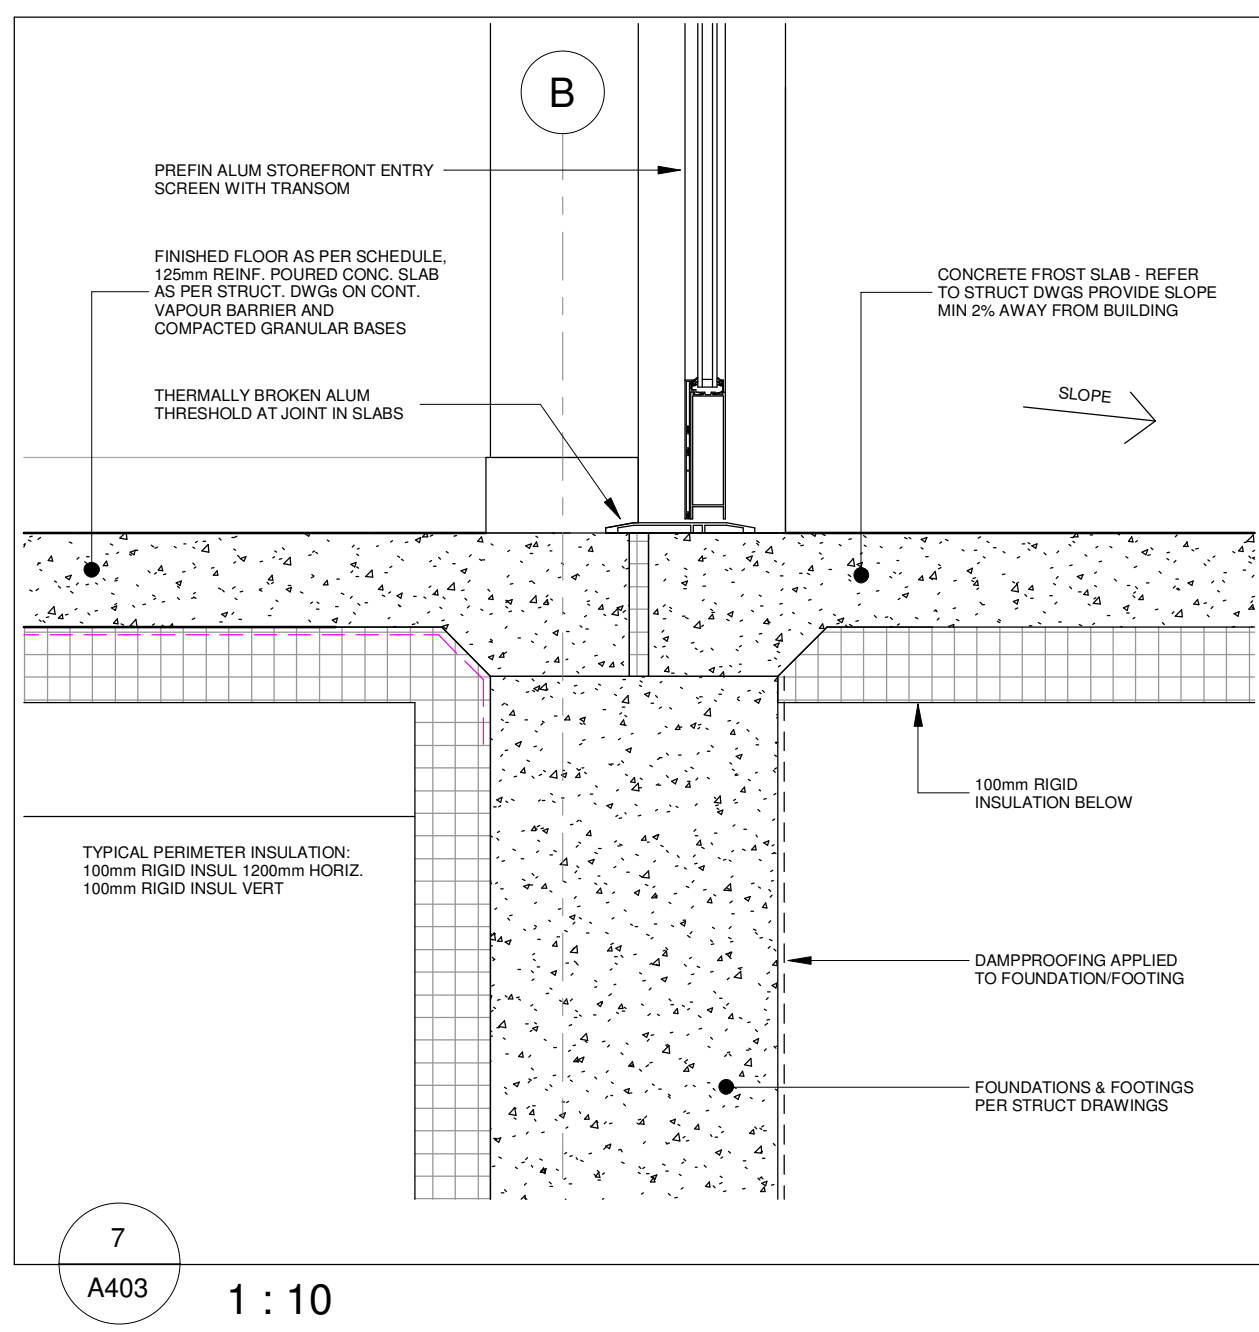 B
PREFIN ALUM STOREFRONT ENTRY
SCREEN WITH TRANSOM
FINISHED FLOOR AS PER SCHEDULE,
125mm REINF. POURED CONC. SLAB
AS PER STRUCT. DWGs ON CONT.
VAPOUR BARRIER AND
COMPACTED GRANULAR BASES
THERMALLY BROKEN ALUM
THRESHOLD AT JOINT IN SLABS
CONCRETE FROST SLAB - REFER
TO STRUCT DWGS PROVIDE SLOPE
MIN 2% AWAY FROM BUILDING
SLOPE
100mm RIGID
INSULATION BELOW
TYPICAL PERIMETER INSULATION:
100mm RIGID INSUL 1200mm HORIZ.
100mm RIGID INSUL VERT
DAMPPROOFING APPLIED
TO FOUNDATION/FOOTING
FOUNDATIONS & FOOTINGS
PER STRUCT DRAWINGS
7
A403
1 : 10